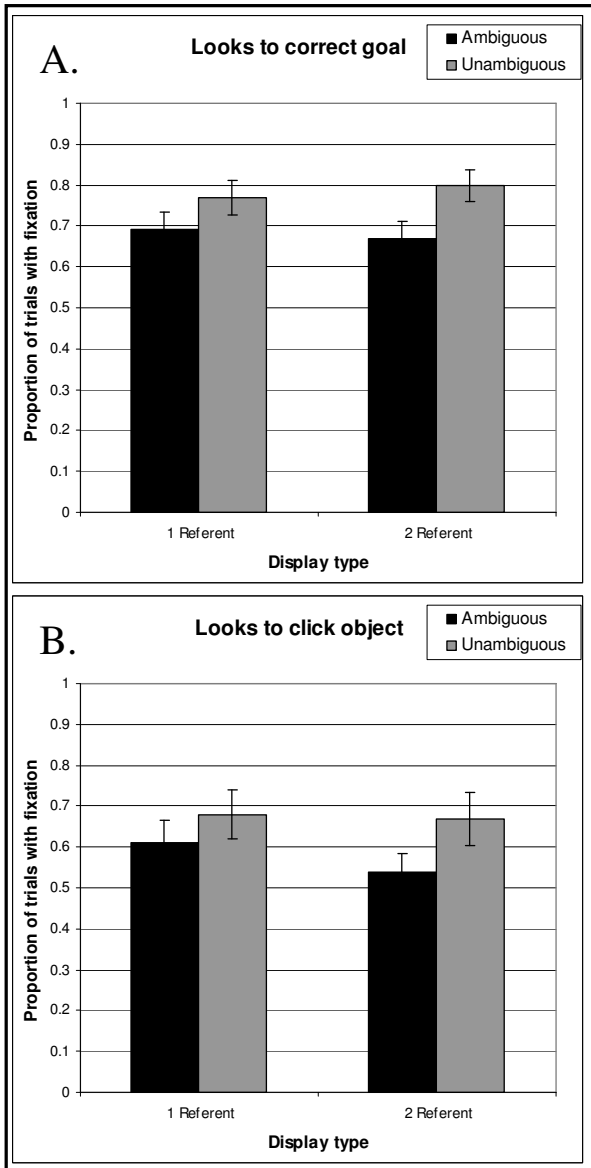 A.
Looks to correct goal
Ambiguous
Unambiguous
Proportion of trials with fixation
1
0.9
0.8
0.7
0.6
0.5
0.4
0.3
0.2
0.1
0
1 Referent
2 Referent
Display type
B.
Looks to click object
Ambiguous
Unambiguous
Proportion of trials with fixation
1
0.9
0.8
0.7
0.6
0.5
0.4
0.3
0.2
0.1
0
1 Referent
2 Referent
Display type